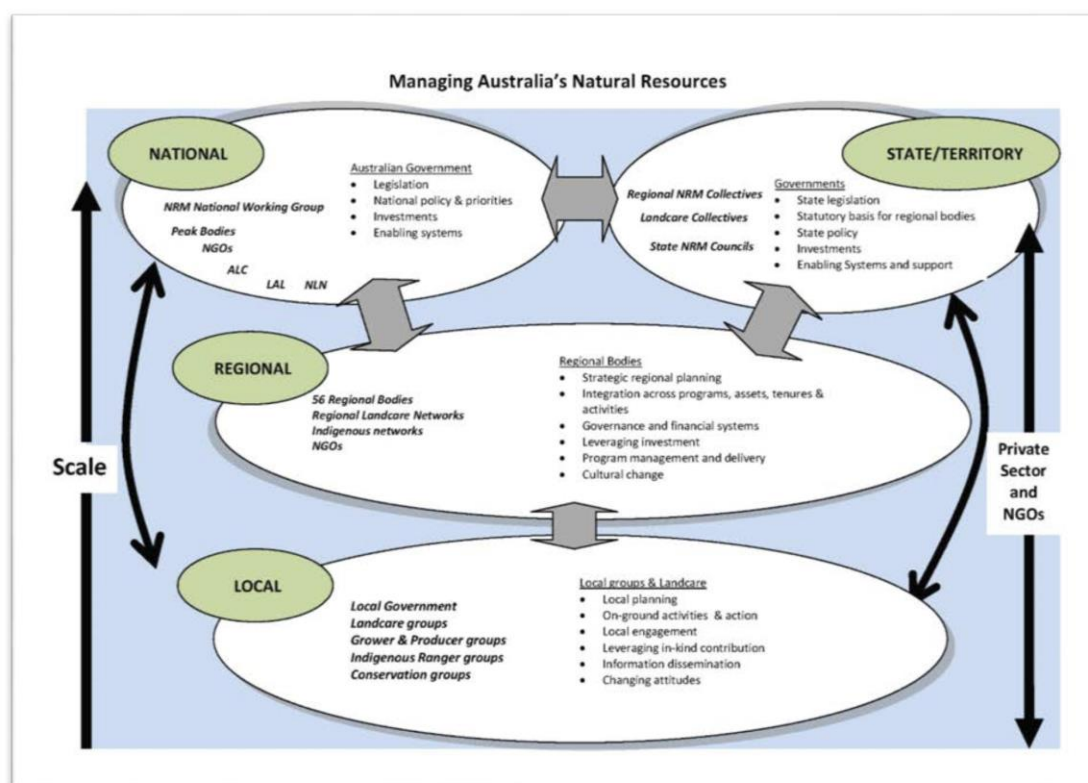 Managing Australia's Natural Resources
NATIONAL
Australian Government
• Legislation
• National policy & priorities
• Investments
• Enabling systems
NRM National Working Group
Peak Bodies
NGOs
ALC
LAL NLN
STATE/TERRITORY
Governments
• State legislation
• Statutory basis for regional bodies
• State policy
• Investments
• Enabling Systems and support
Regional NRM Collectives
Landcare Collectives
State NRM Councils
REGIONAL
56 Regional Bodies
Regional Landcare Networks
Indigenous networks
NGOs
Regional Bodies
• Strategic regional planning
• Integration across programs, assets, tenures &
activities
• Governance and financial systems
• Leveraging investment
• Program management and delivery
• Cultural change
Scale
Private
Sector
and
NGOs
LOCAL
Local Government
Landcare groups
Grower & Producer groups
Indigenous Ranger groups
Conservation groups
Local groups & Landcare
• Local planning
• On-ground activities & action
• Local engagement
• Leveraging in-kind contribution
• Information dissemination
• Changing attitudes